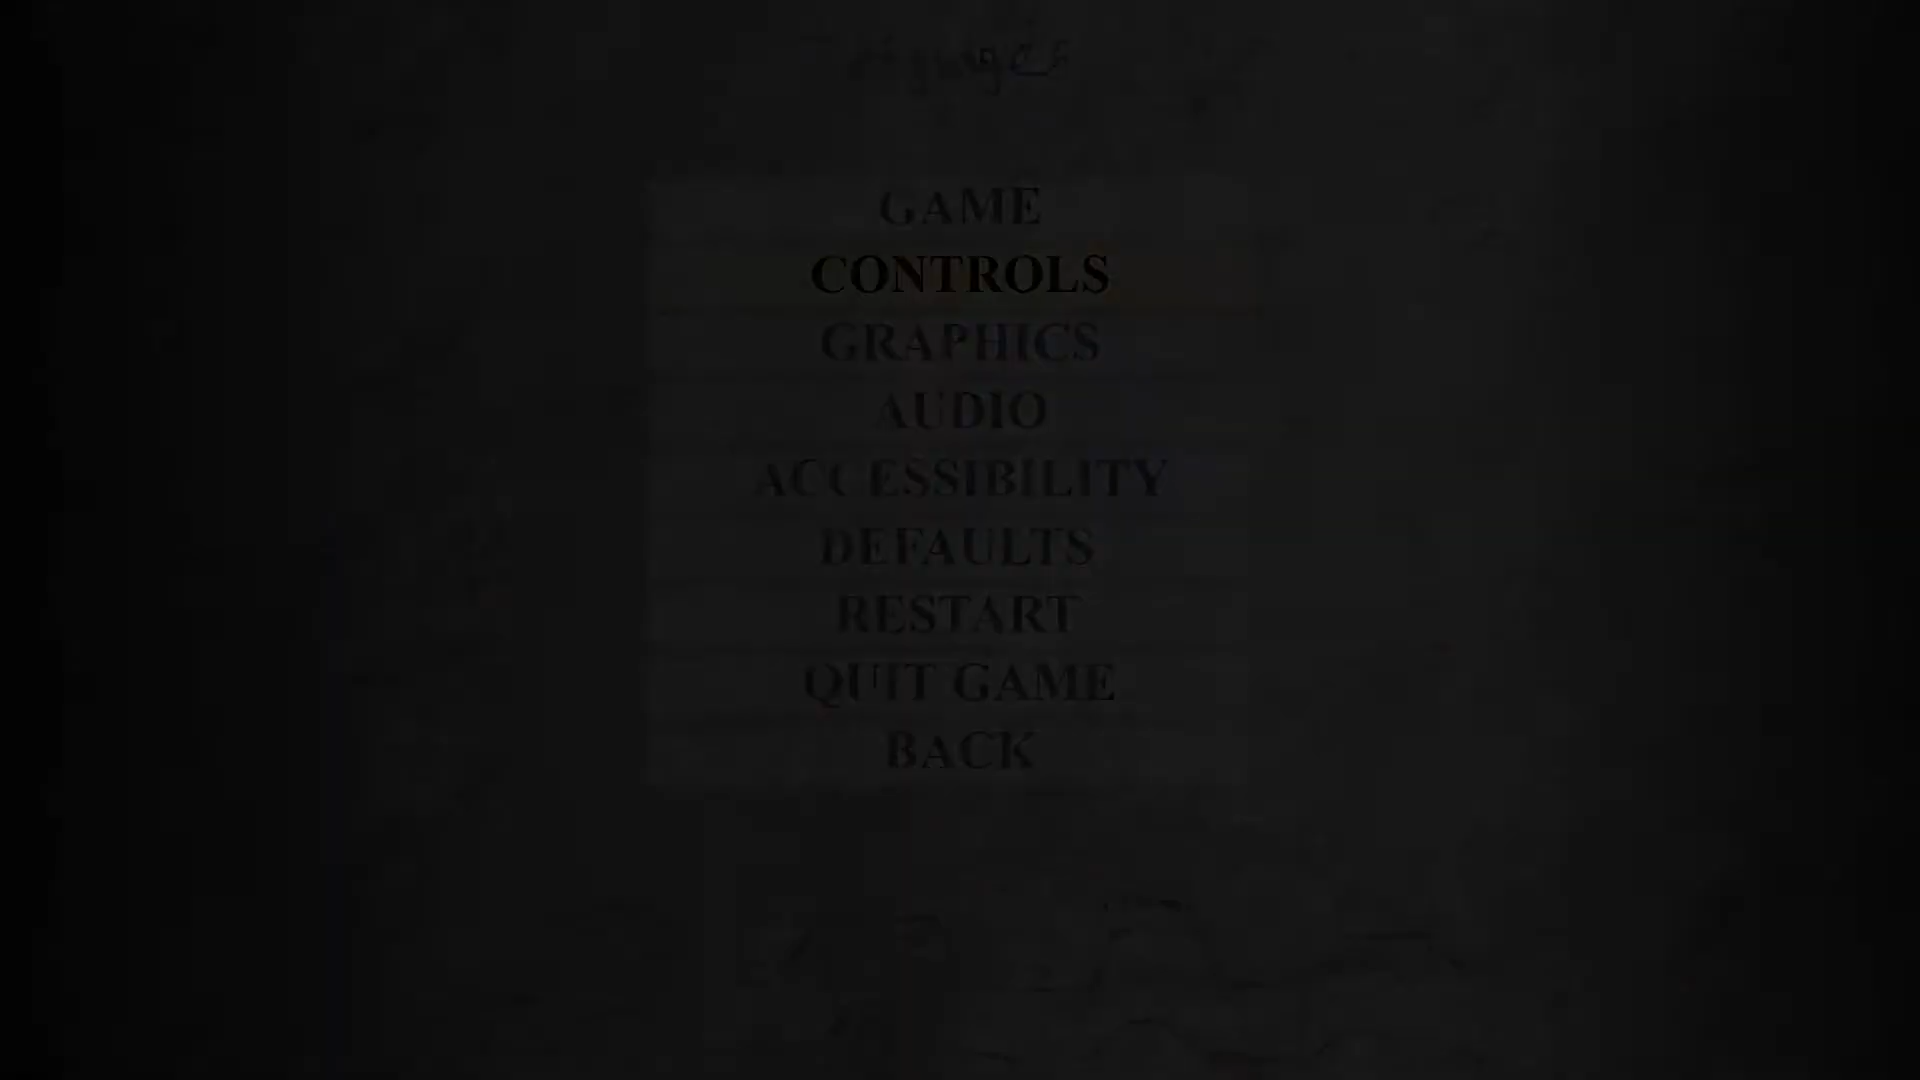 GAME
CONTROLS
GRAPHICS
AUDIO
ACCESSIBILITY
DEFAULTS
RESTART
QUIT GAME
BACK